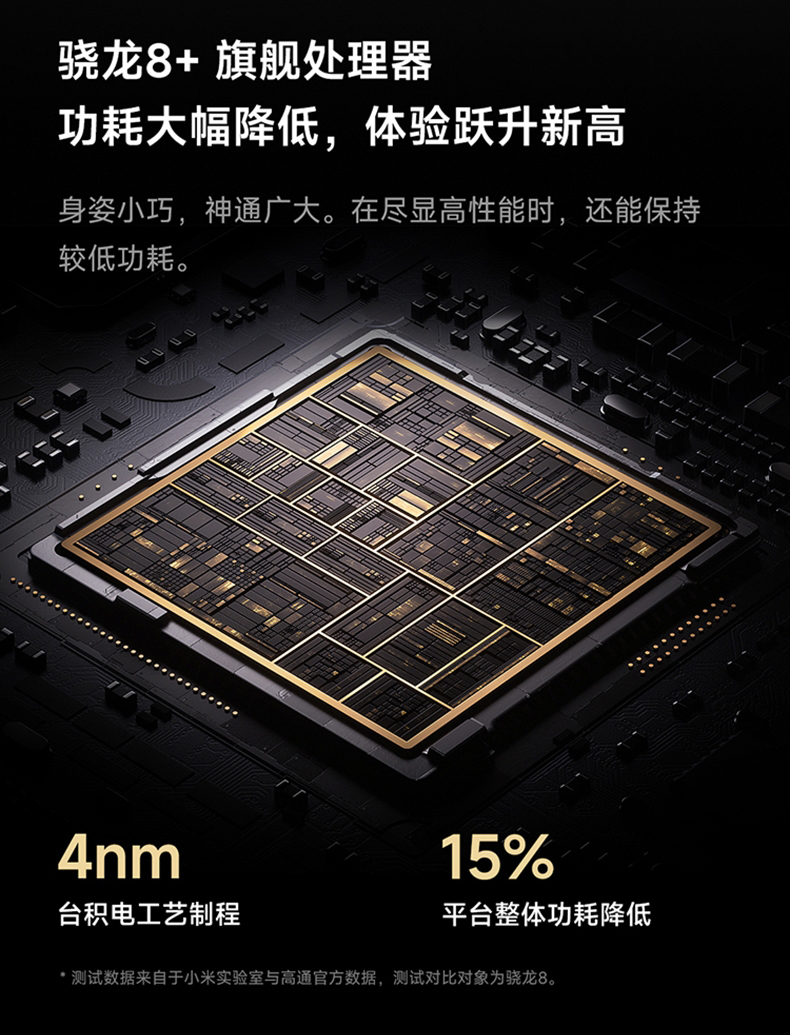 骁龙8+ 旗舰处理器
功耗大幅降低，体验跃升新高
身姿小巧，神通广大。在尽显高性能时，还能保持
较低功耗。
4nm
15%
台积电工艺制程
平台整体功耗降低
* 测试数据来自于小米实验室与高通官方数据，测试对比对象为骁龙8。